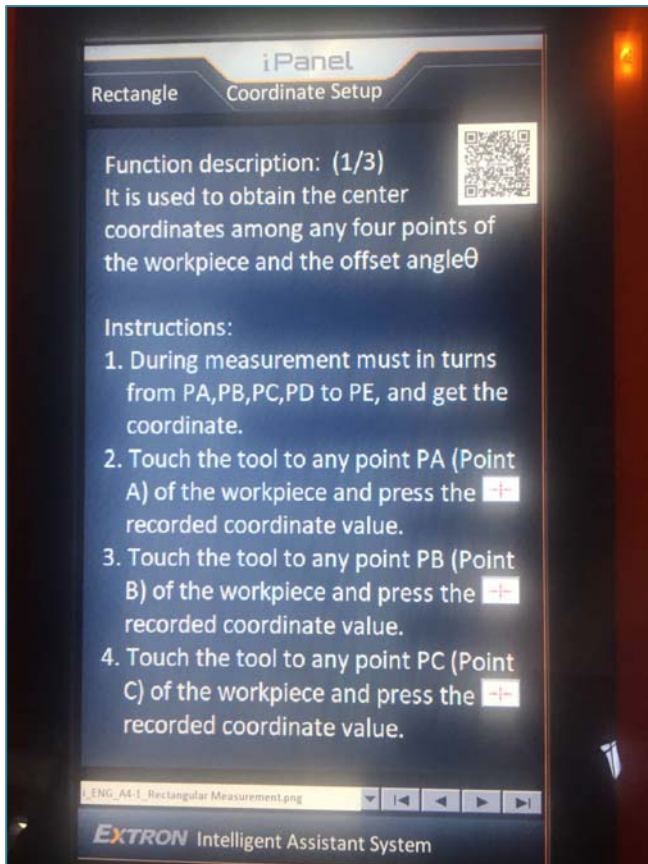 iPanel
Rectangle Coordinate Setup
Function description: (1/3)
It is used to obtain the center
coordinates among any four points of
the workpiece and the offset angleθ
Instructions:
1. During measurement must in turns
from PA,PB,PC,PD to PE, and get the
coordinate.
2. Touch the tool to any point PA (Point
A) of the workpiece and press the
recorded coordinate value.
3. Touch the tool to any point PB (Point
B) of the workpiece and press the
recorded coordinate value.
4. Touch the tool to any point PC (Point
C) of the workpiece and press the
recorded coordinate value.
i_ENG_A4-1_Rectangular Measurement.png
EXTRON Intelligent Assistant System